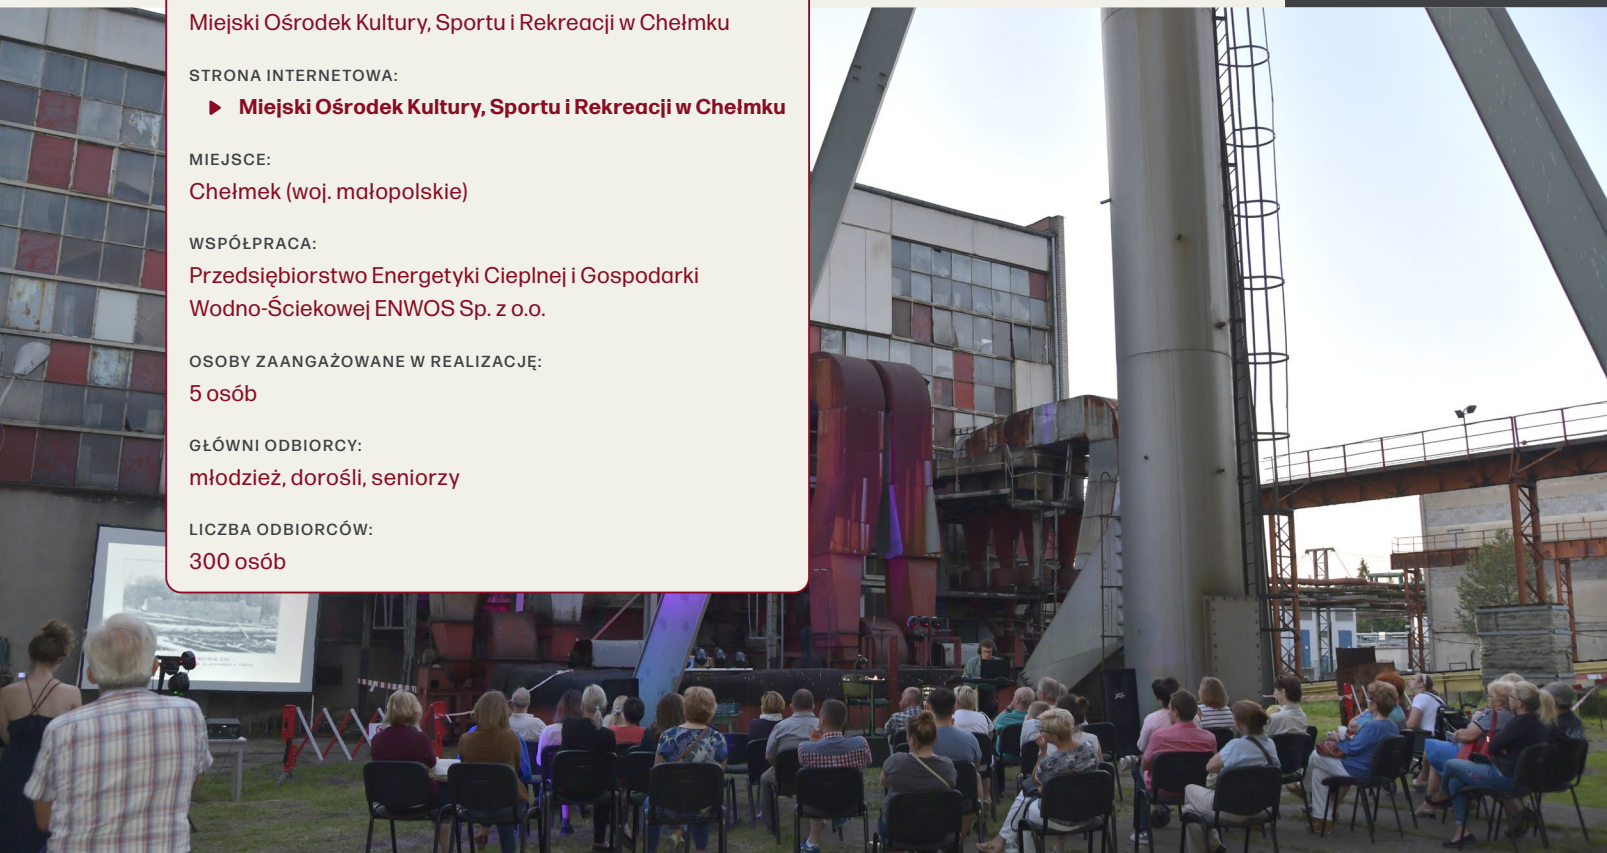 Miejski Ośrodek Kultury, Sportu i Rekreacji w Chełmku
STRONA INTERNETOWA:
Miejski Ośrodek Kultury, Sportu i Rekreacji w Chełmku
MIEJSCE:
Chełmek (woj. małopolskie)
WSPÓŁPRACA:
Przedsiębiorstwo Energetyki Cieplnej i Gospodarki
Wodno-Ściekowej ENWOS Sp. z o.o.
OSOBY ZAANGAŻOWANE W REALIZACJĘ:
5 osób
GŁÓWNI ODBIORCY:
młodzież, dorośli, seniorzy
LICZBA ODBIORCÓW:
300 osób